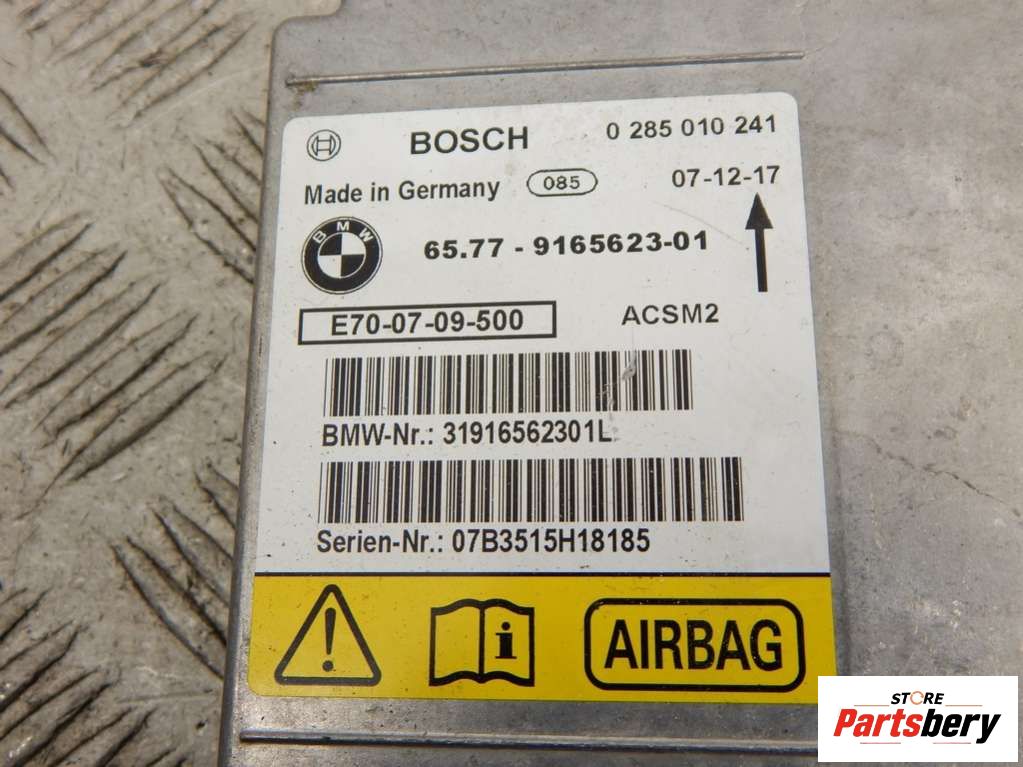 BOSCH 0 285 010 241
Made in Germany 085 07-12-17
BMW 65.77 - 9165623-01
E70-07-09-500 ACSM2
BMW-Nr.: 31916562301L
Serien-Nr.: 07B3515H18185
AIRBAG
STORE
Partsbery